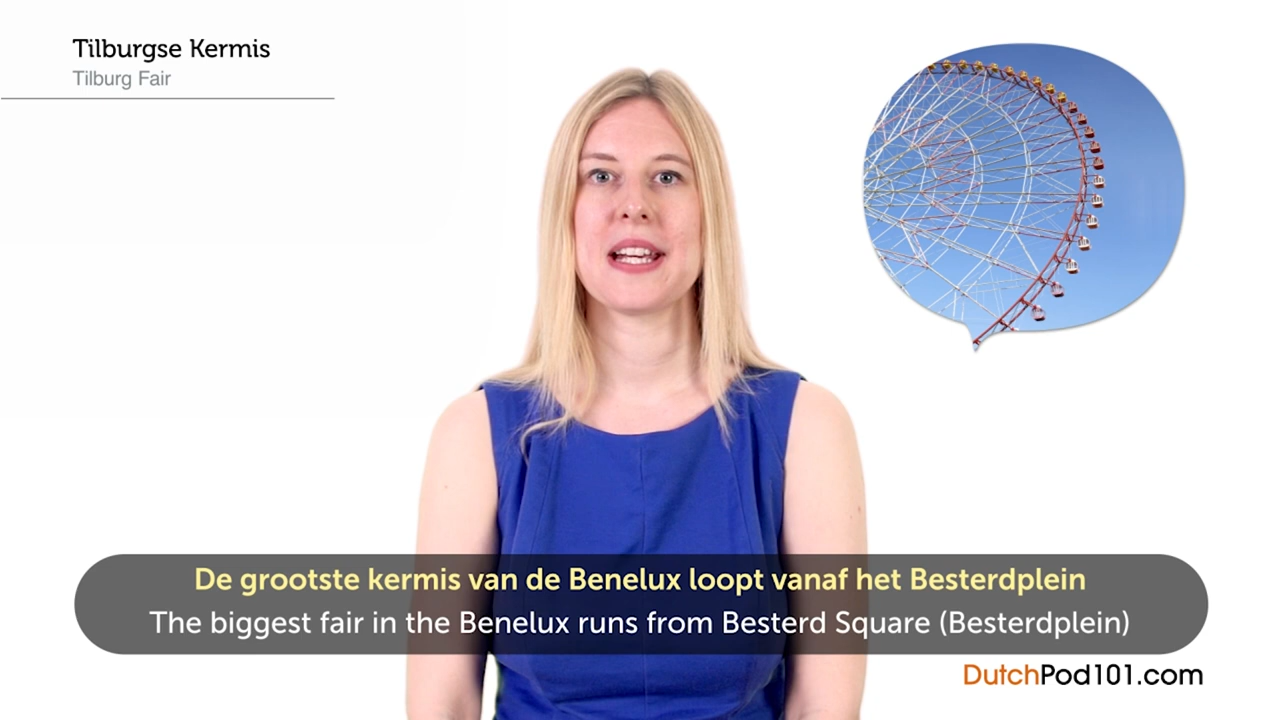 Tilburgse Kermis
Tilburg Fair
De grootste kermis van de Benelux loopt vanaf het Besterdplein
The biggest fair in the Benelux runs from Besterd Square (Besterdplein)
DutchPod101.com